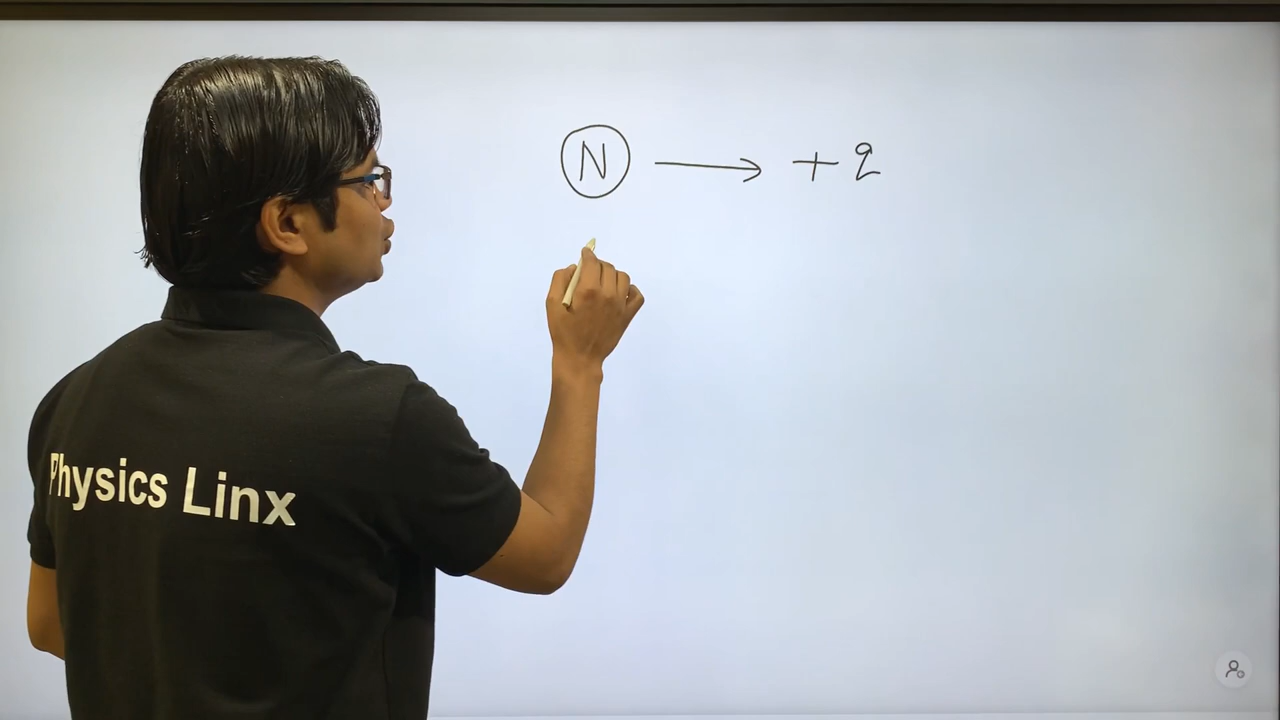 N → + q
Physics Linx